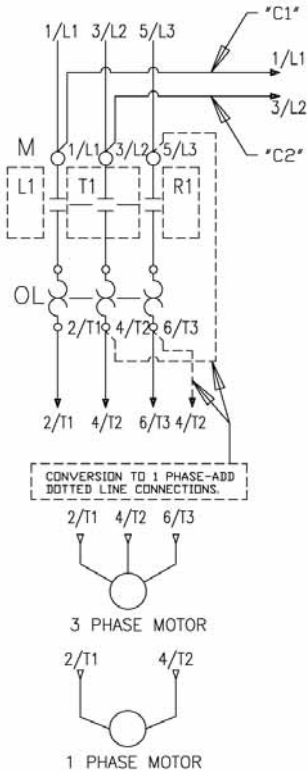 "C1"
1/L1 3/L2 5/L3
1/L1
3/L2
M 1/L1 3/L2 5/L3
"C2"
L1 T1 R1
OL
2/T1 4/T2 6/T3
2/T1 4/T2 6/T3 4/T2
CONVERSION TO 1 PHASE-ADD
DOTTED LINE CONNECTIONS.
2/T1 4/T2 6/T3
3 PHASE MOTOR
2/T1 4/T2
1 PHASE MOTOR